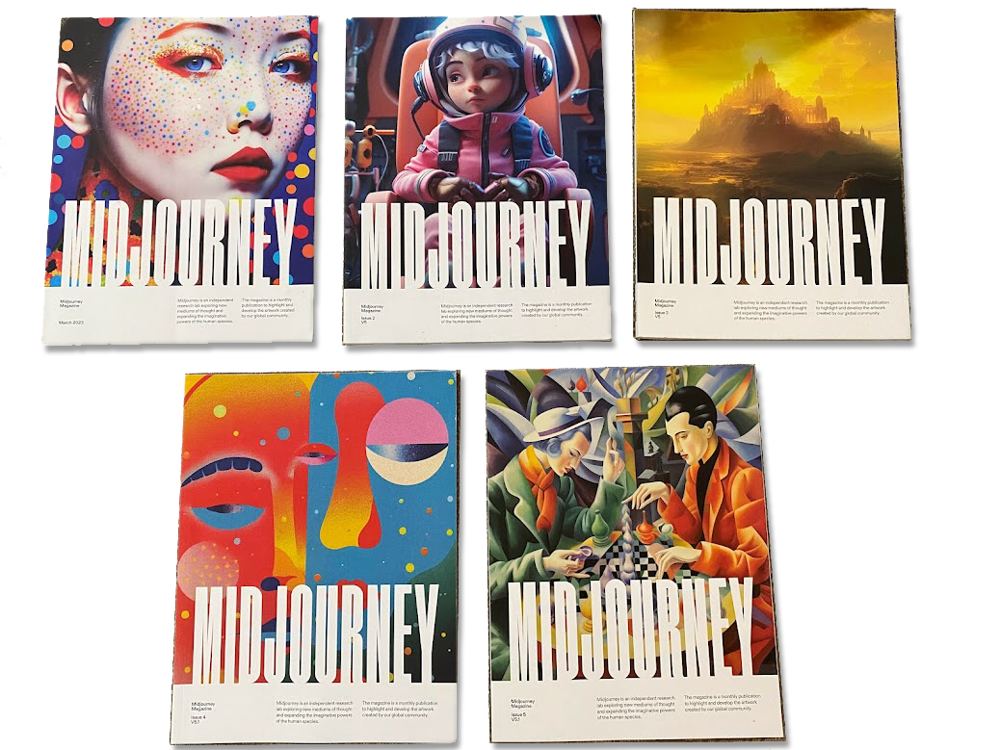 MIDJOURNEY
Midjourney
Magazine
March 2023
Midjourney is an independent
research lab exploring new
mediums of thought and
expanding the imaginative
powers of the human species.
The magazine is a monthly
publication to highlight and
develop the artwork created
by our global community.
MIDJOURNEY
Midjourney
Magazine
Issue 2
V5
Midjourney is an independent research
lab exploring new mediums of thought
and expanding the imaginative powers
of the human species.
The magazine is a monthly publication
to highlight and develop the artwork
created by our global community.
MIDJOURNEY
Midjourney
Magazine
Issue 3
V5
Midjourney is an independent research
lab exploring new mediums of thought
and expanding the imaginative powers
of the human species.
The magazine is a monthly publication
to highlight and develop the artwork
created by our global community.
MIDJOURNEY
Midjourney
Magazine
Issue 4
V5.1
Midjourney is an independent research
lab exploring new mediums of thought
and expanding the imaginative powers
of the human species.
The magazine is a monthly publication
to highlight and develop the artwork
created by our global community.
MIDJOURNEY
Midjourney
Magazine
Issue 5
V5.1
Midjourney is an independent research
lab exploring new mediums of thought
and expanding the imaginative powers
of the human species.
The magazine is a monthly publication
to highlight and develop the artwork
created by our global community.